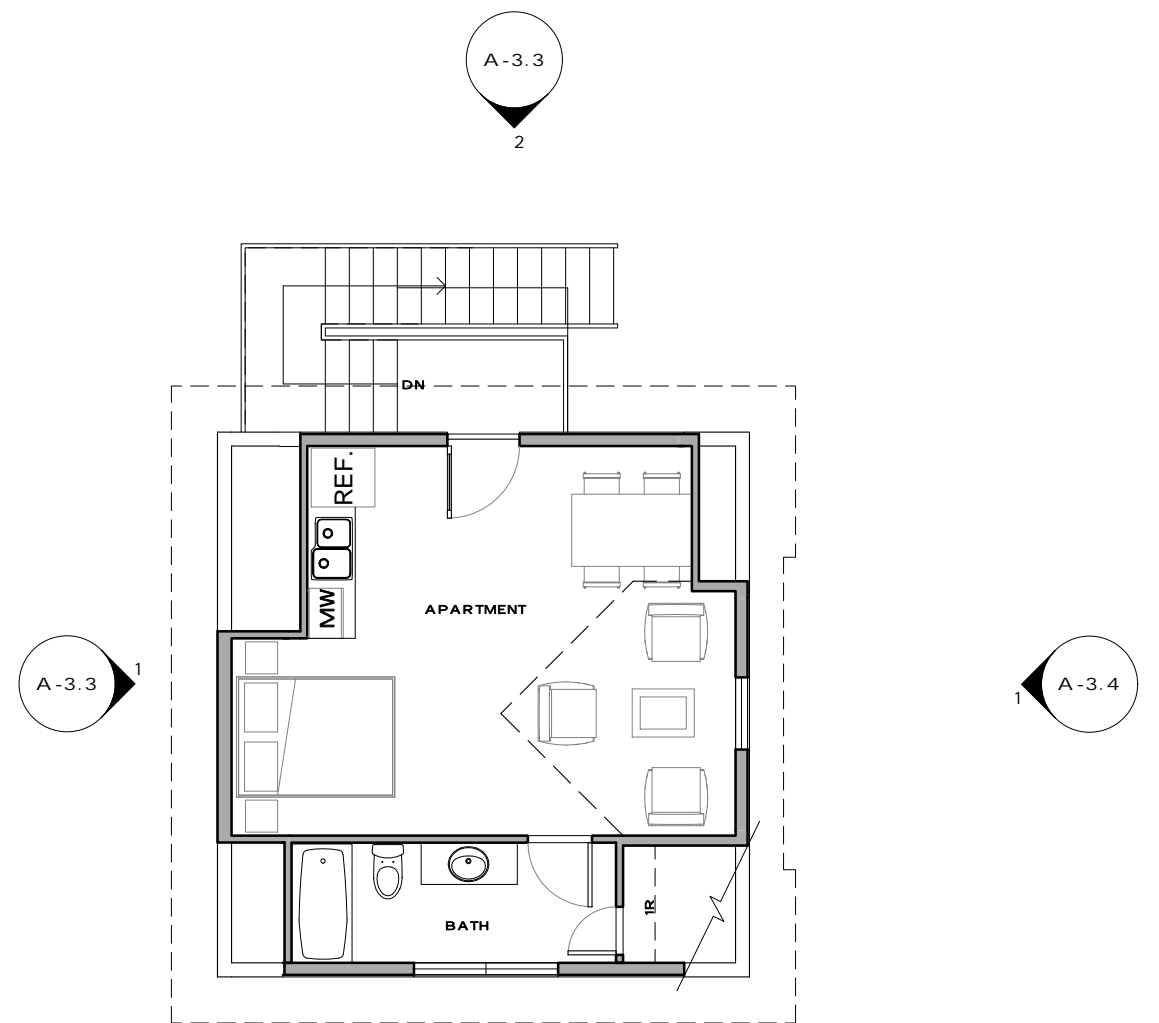 A-3.3
2
DN
REF.
MW
APARTMENT
A-3.3
1
1
A-3.4
1R
BATH